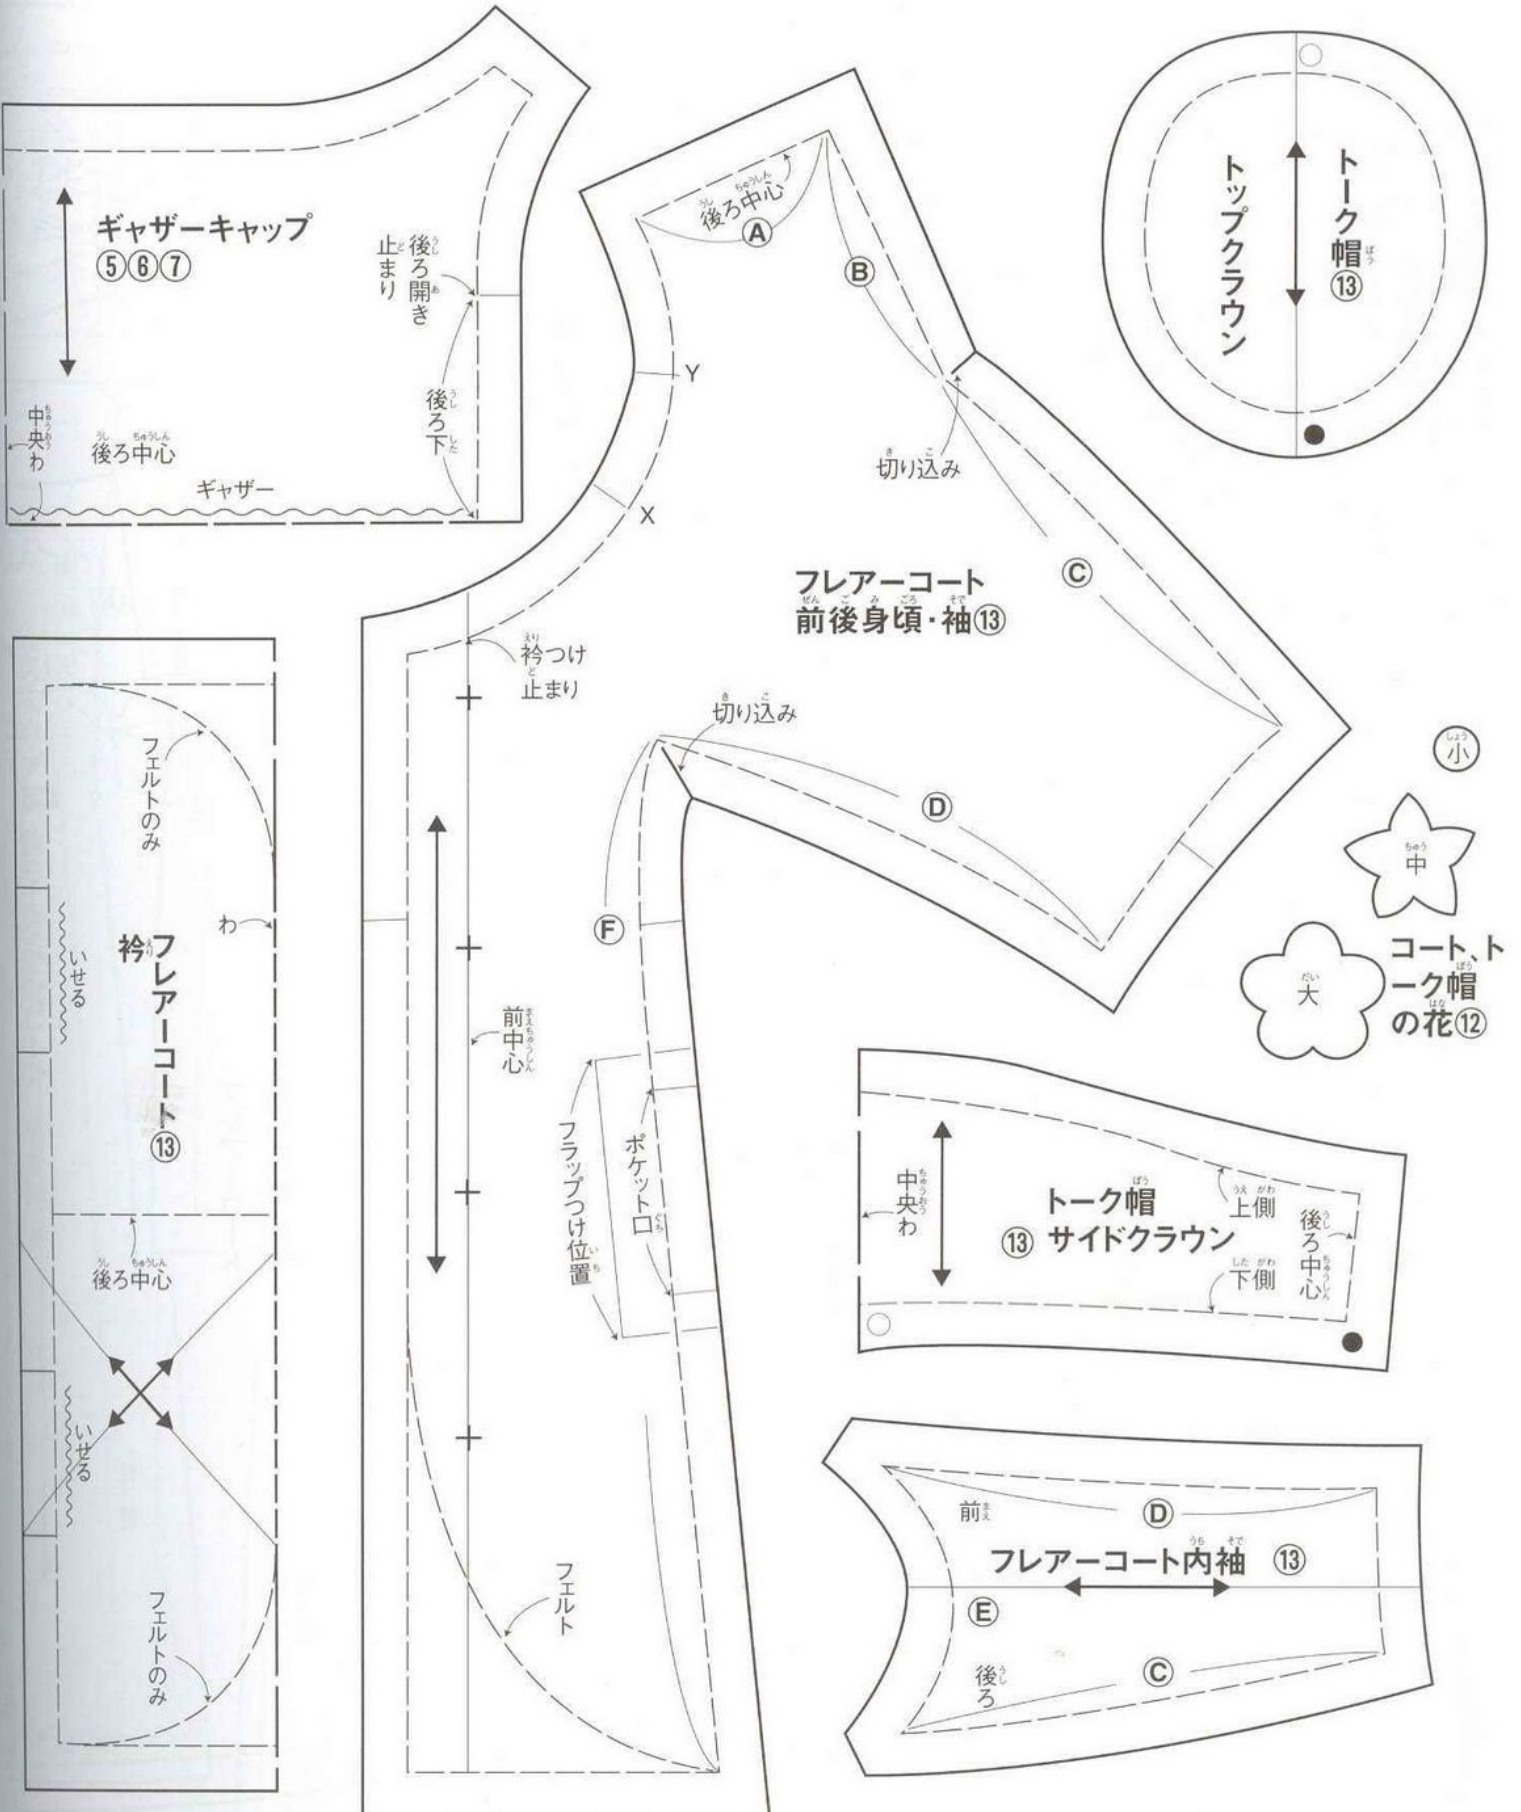 ギャザーキャップ
⑤⑥⑦
後ろ開き
止まり
後ろ下
中央わ
後ろ中心
ギャザー
後ろ中心
Ⓐ
Ⓑ
Y
X
切り込み
Ⓒ
フレアーコート
前後身頃・袖⑬
衿つけ
止まり
切り込み
Ⓓ
Ⓕ
前中心
フラップつけ位置
ポケット口
フェルト
トーク帽⑬
トップクラウン
小
中
大
コート、ト
ーク帽
の花⑫
フェルトのみ
わ
いせる
フレアーコート⑬
衿
後ろ中心
いせる
フェルトのみ
中央わ
トーク帽
⑬ サイドクラウン
上側
下側
後ろ中心
前
Ⓓ
フレアーコート内袖 ⑬
Ⓔ
後ろ
Ⓒ